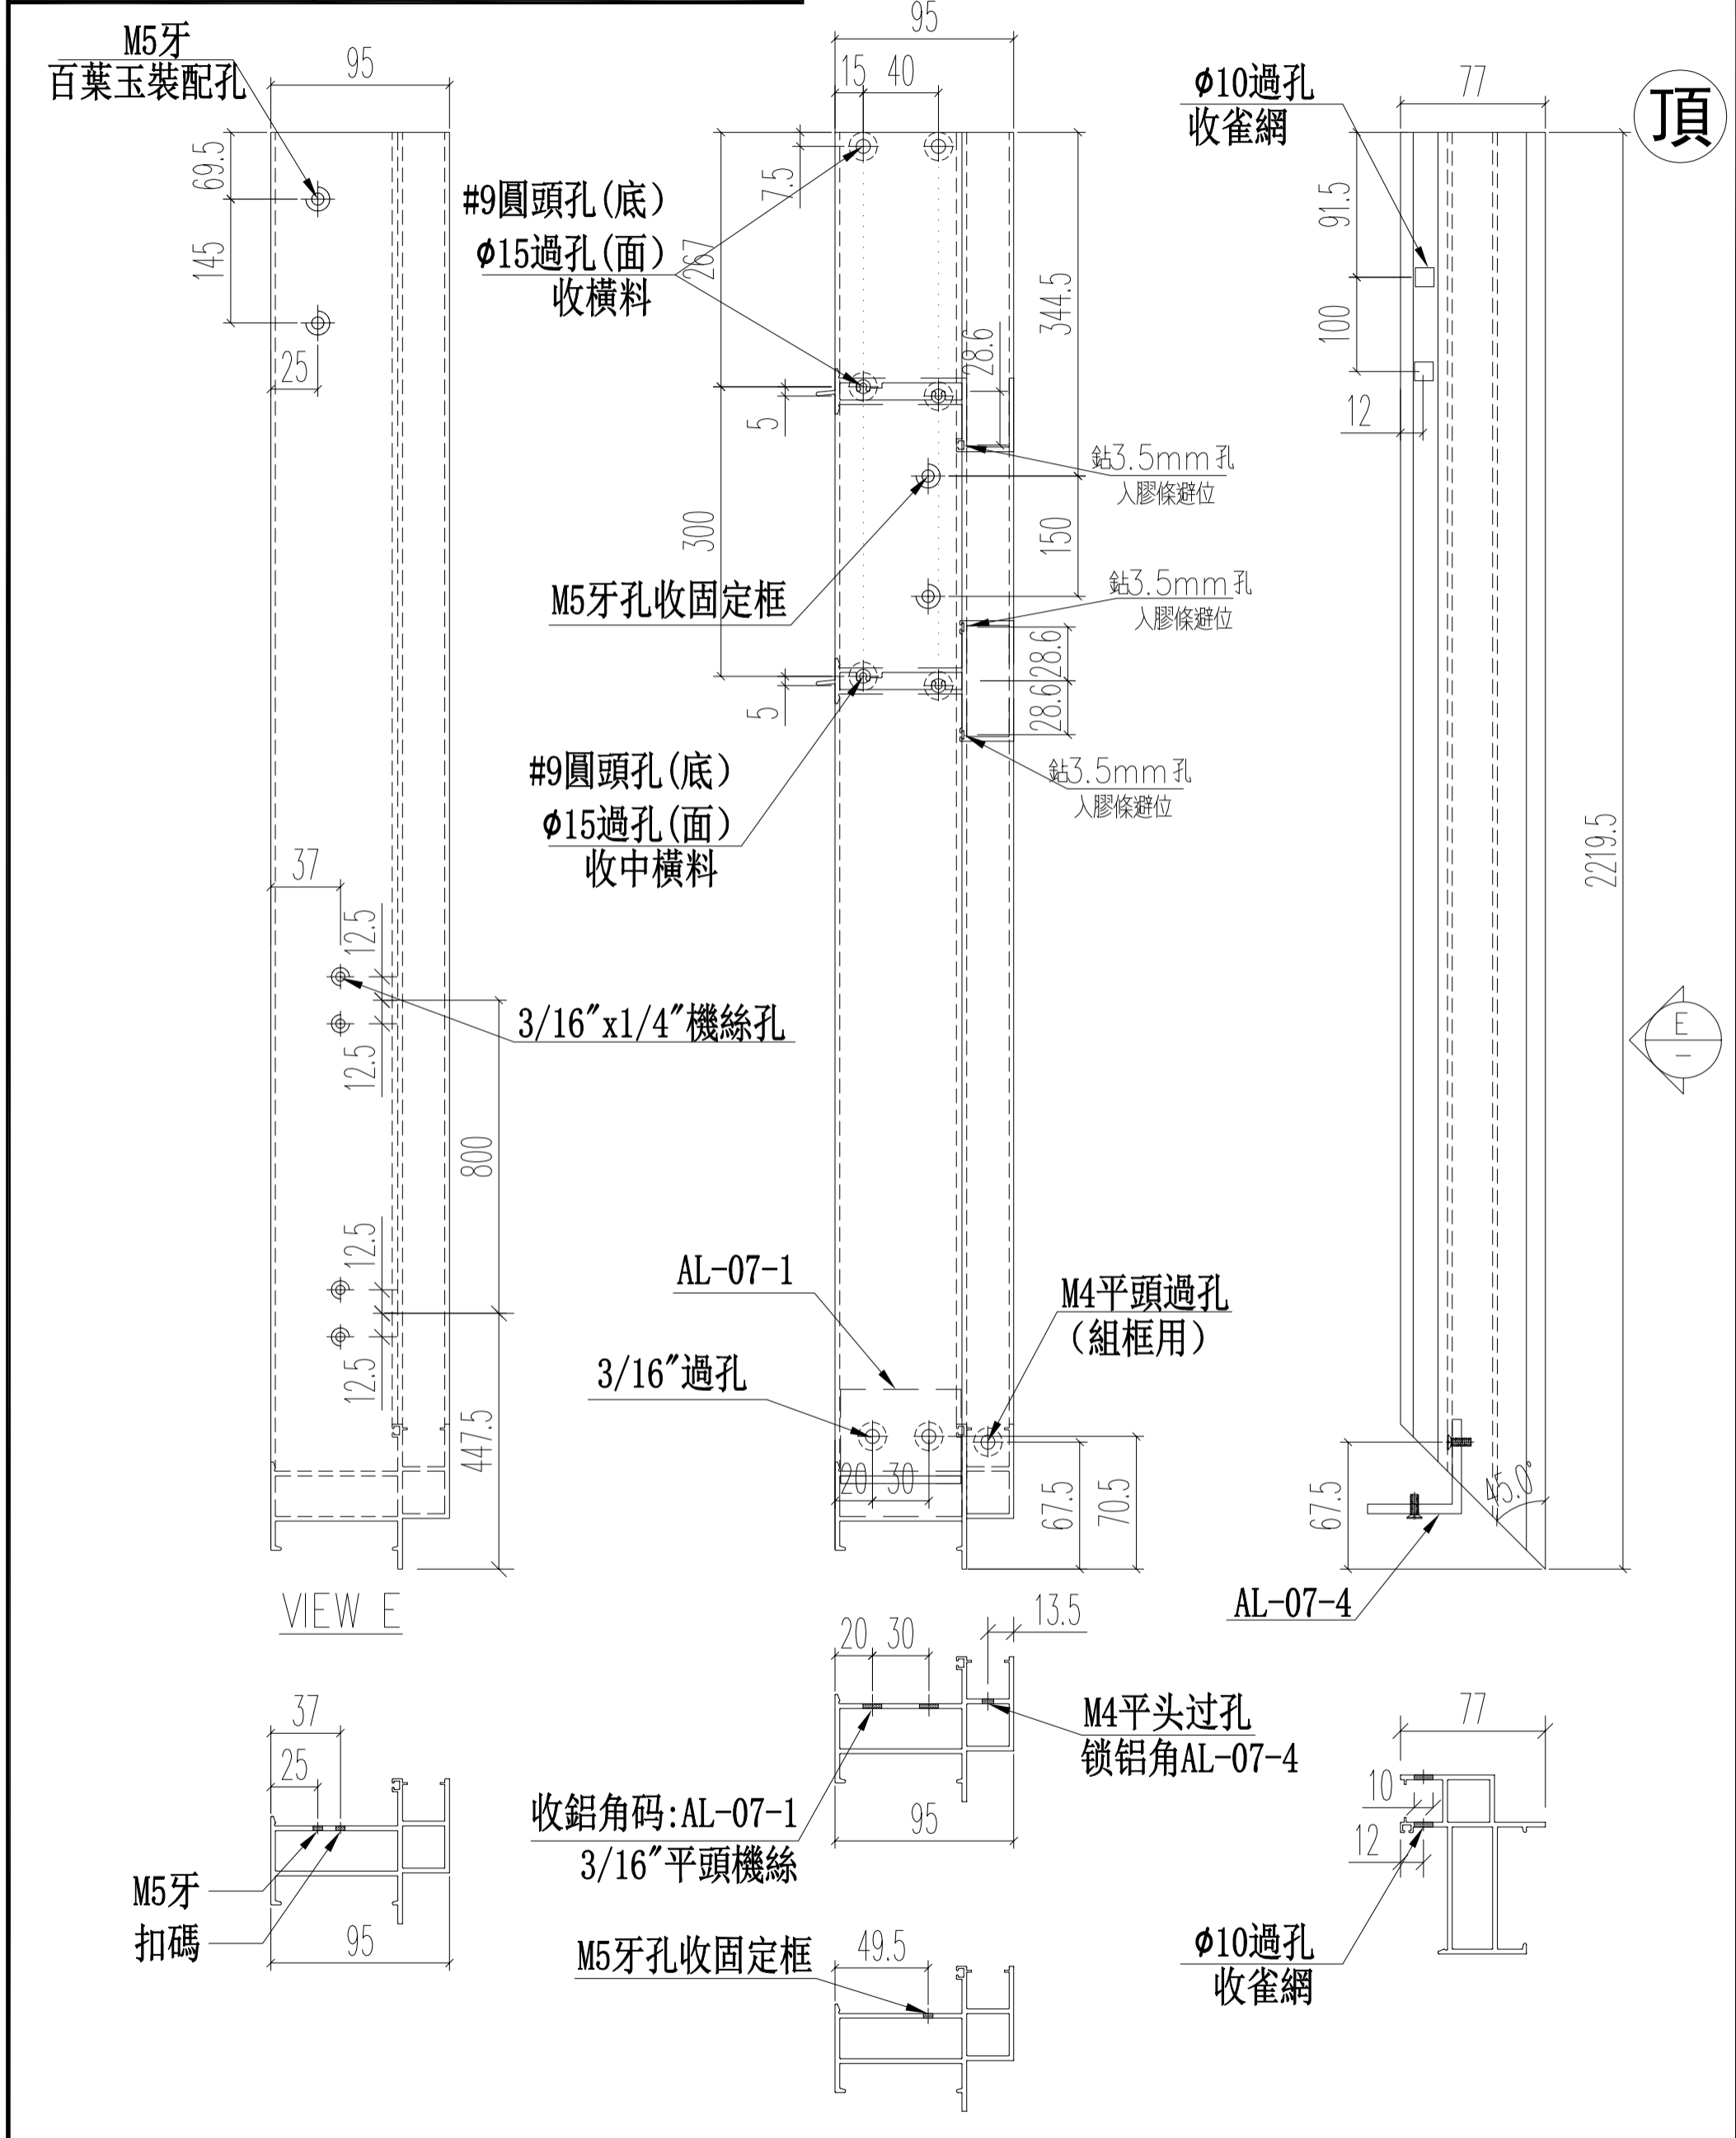 M5牙
百葉玉裝配孔
95
69.5
145
25
37
12.5
12.5
3/16"x1/4"機絲孔
800
12.5
12.5
447.5
VIEW E
95
15
40
7.5
267
#9圓頭孔(底)
ϕ15過孔(面)
收橫料
344.5
28.6
5
鉆3.5mm孔
入膠條避位
300
150
M5牙孔收固定框
鉆3.5mm孔
入膠條避位
28.6
28.6
5
#9圓頭孔(底)
ϕ15過孔(面)
收中橫料
鉆3.5mm孔
入膠條避位
AL-07-1
M4平頭過孔
(組框用)
3/16"過孔
20
30
67.5
70.5
ϕ10過孔
收雀網
77
頂
91.5
100
12
2219.5
E
-
67.5
45.0°
AL-07-4
37
25
M5牙
扣碼
95
20
30
13.5
M4平头过孔
锁铝角AL-07-4
收鋁角码:AL-07-1
3/16"平頭機絲
95
M5牙孔收固定框
49.5
77
10
12
ϕ10過孔
收雀網